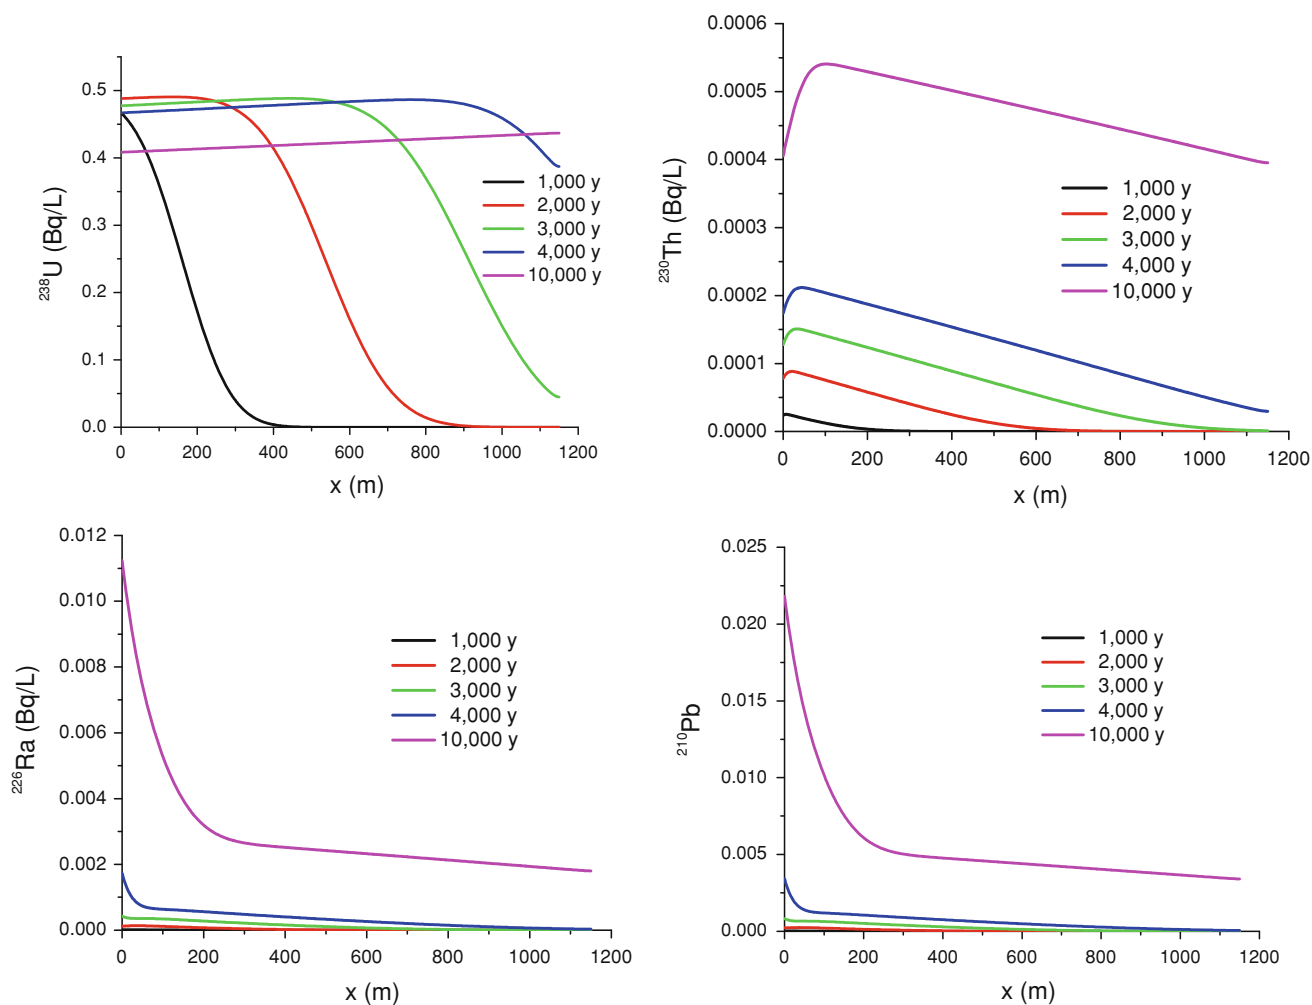 0.5
0.4
0.3
0.2
0.1
0.0
0 200 400 600 800 1000 1200
x (m)
²³⁸U (Bq/L)
1,000 y
2,000 y
3,000 y
4,000 y
10,000 y
0.0006
0.0005
0.0004
0.0003
0.0002
0.0001
0.0000
0 200 400 600 800 1000 1200
x (m)
²³⁰Th (Bq/L)
1,000 y
2,000 y
3,000 y
4,000 y
10,000 y
0.012
0.010
0.008
0.006
0.004
0.002
0.000
0 200 400 600 800 1000 1200
x (m)
²²⁶Ra (Bq/L)
1,000 y
2,000 y
3,000 y
4,000 y
10,000 y
0.025
0.020
0.015
0.010
0.005
0.000
0 200 400 600 800 1000 1200
x (m)
²¹⁰Pb
1,000 y
2,000 y
3,000 y
4,000 y
10,000 y